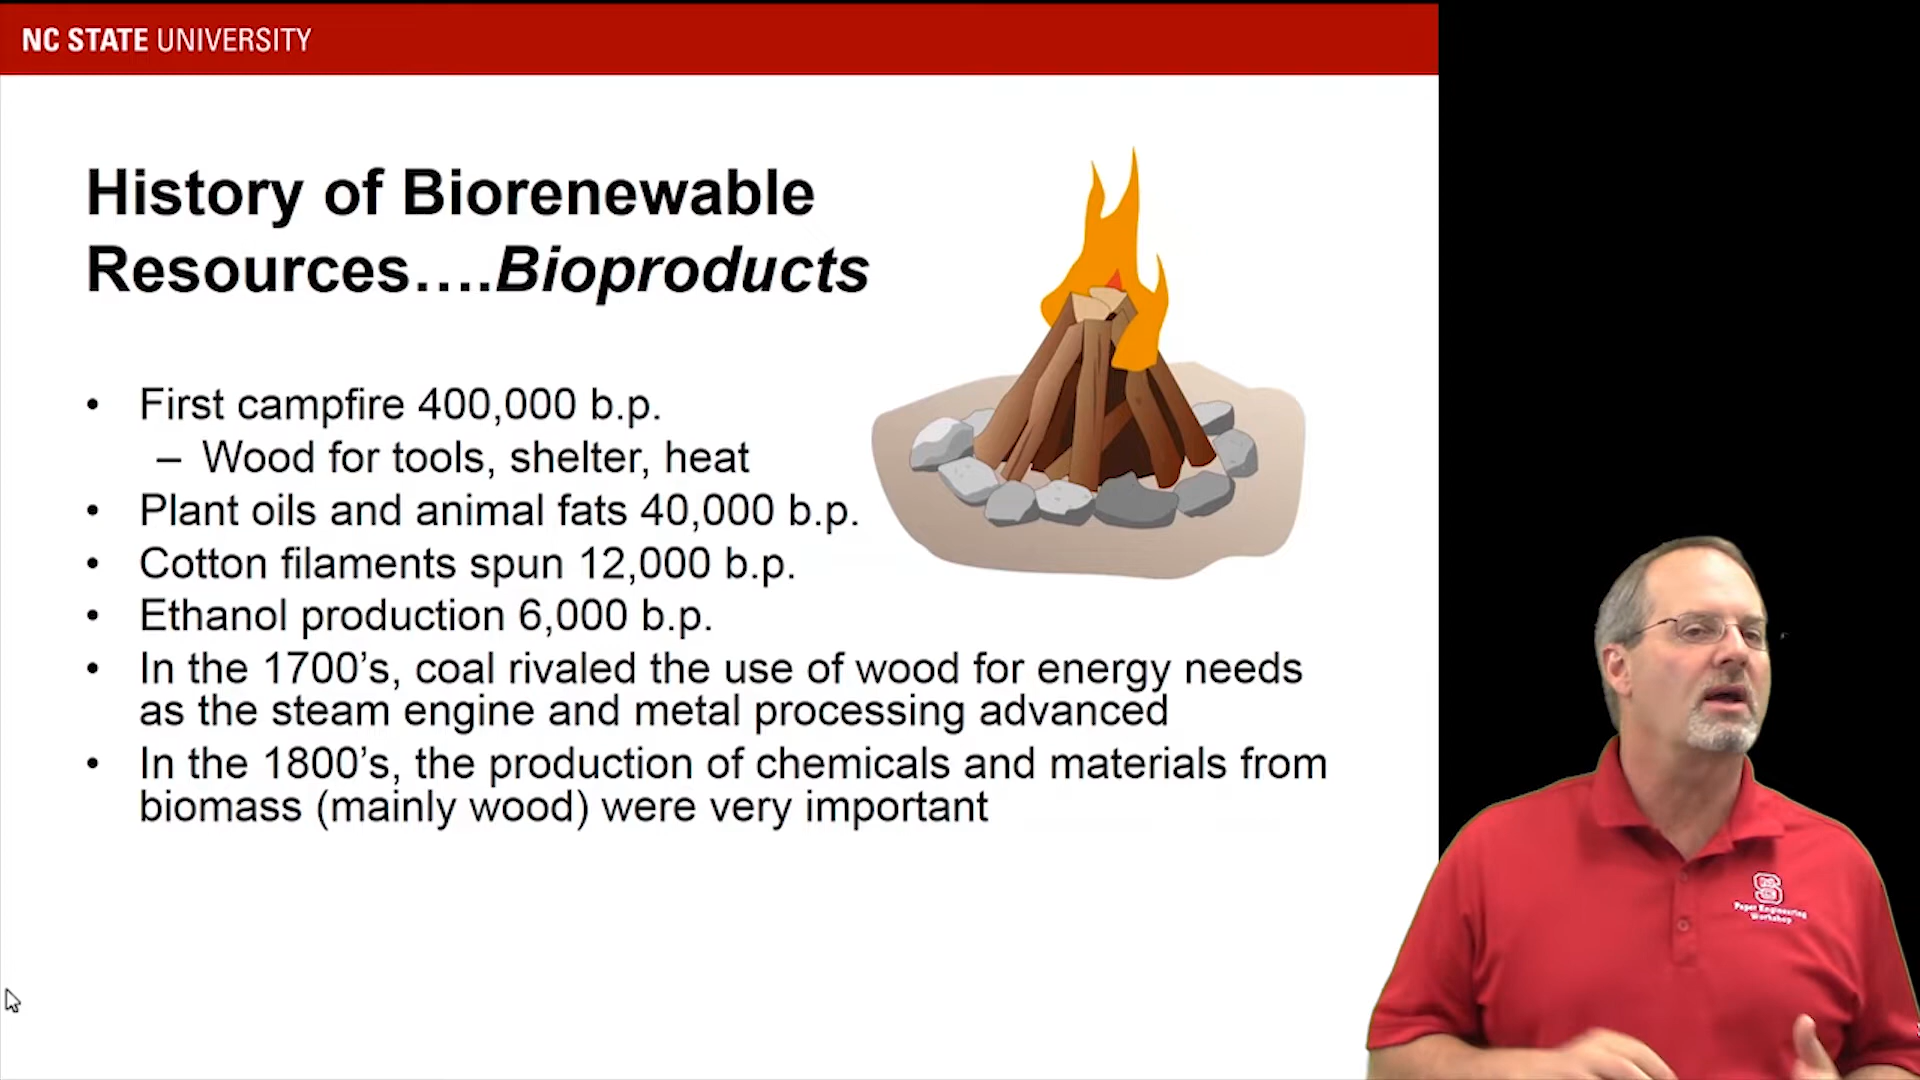 NC STATE UNIVERSITY
History of Biorenewable
Resources….Bioproducts
• First campfire 400,000 b.p.
– Wood for tools, shelter, heat
• Plant oils and animal fats 40,000 b.p.
• Cotton filaments spun 12,000 b.p.
• Ethanol production 6,000 b.p.
• In the 1700’s, coal rivaled the use of wood for energy needs
as the steam engine and metal processing advanced
• In the 1800’s, the production of chemicals and materials from
biomass (mainly wood) were very important
S
Paper Engineering
Workshop